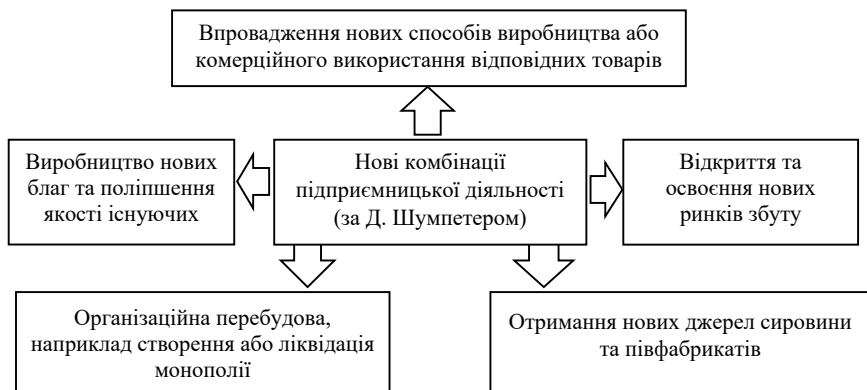 Впровадження нових способів виробництва або
комерційного використання відповідних товарів
Виробництво нових
благ та поліпшення
якості існуючих
Нові комбінації
підприємницької діяльності
(за Д. Шумпетером)
Відкриття та
освоєння нових
ринків збуту
Організаційна перебудова,
наприклад створення або ліквідація
монополії
Отримання нових джерел сировини
та півфабрикатів